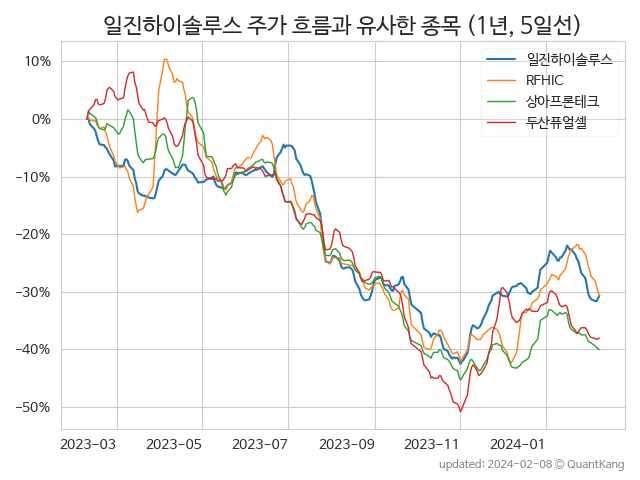 일진하이솔루스 주가 흐름과 유사한 종목 (1년, 5일선)
일진하이솔루스
RFHIC
상아프론테크
두산퓨얼셀
10%
0%
−10%
−20%
−30%
−40%
−50%
2023-03 2023-05 2023-07 2023-09 2023-11 2024-01
updated: 2024-02-08 © QuantKang